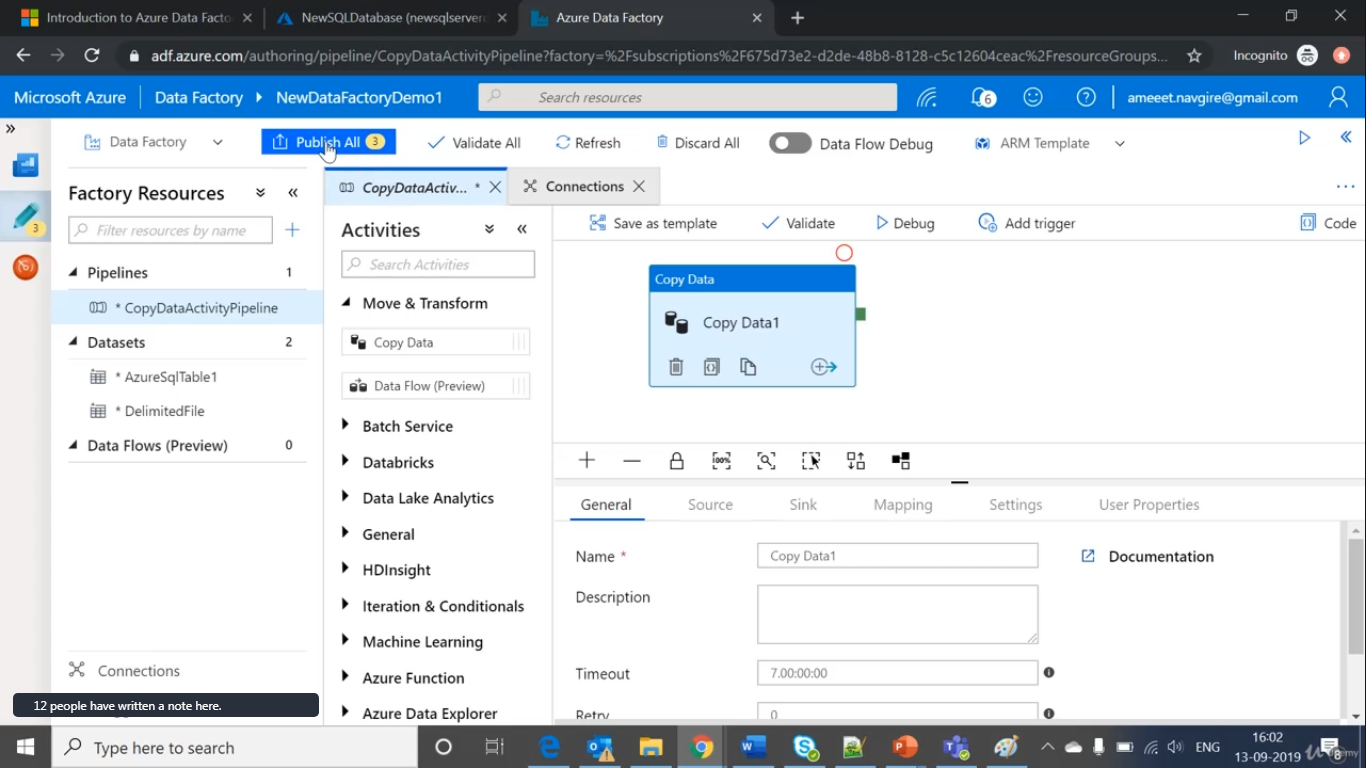 Introduction to Azure Data Facto
NewSQLDatabase (newsqlserver
Azure Data Factory
adf.azure.com/authoring/pipeline/CopyDataActivityPipeline?factory=%2Fsubscriptions%2F675d73e2-d2de-48b8-8128-c5c12604ceac%2FresourceGroups...
Incognito
Microsoft Azure
Data Factory
NewDataFactoryDemo1
Search resources
6
ameeet.navgire@gmail.com
Data Factory
Publish All 3
Validate All
Refresh
Discard All
Data Flow Debug
ARM Template
3
Factory Resources
Filter resources by name
Pipelines 1
* CopyDataActivityPipeline
Datasets 2
* AzureSqlTable1
* DelimitedFile
Data Flows (Preview) 0
Connections
12 people have written a note here.
CopyDataActiv... *
Connections
Activities
Search Activities
Move & Transform
Copy Data
Data Flow (Preview)
Batch Service
Databricks
Data Lake Analytics
General
HDInsight
Iteration & Conditionals
Machine Learning
Azure Function
Azure Data Explorer
Save as template
Validate
Debug
Add trigger
Code
Copy Data
Copy Data1
100%
General
Source
Sink
Mapping
Settings
User Properties
Name *
Copy Data1
Documentation
Description
Timeout
7.00:00:00
Retry
0
Type here to search
ENG
16:02
13-09-2019
8